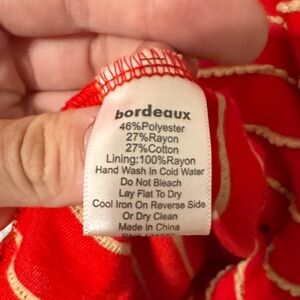 bordeaux
46%Polyester
27%Rayon
27%Cotton
Lining:100%Rayon
Hand Wash In Cold Water
Do Not Bleach
Lay Flat To Dry
Cool Iron On Reverse Side
Or Dry Clean
Made in China